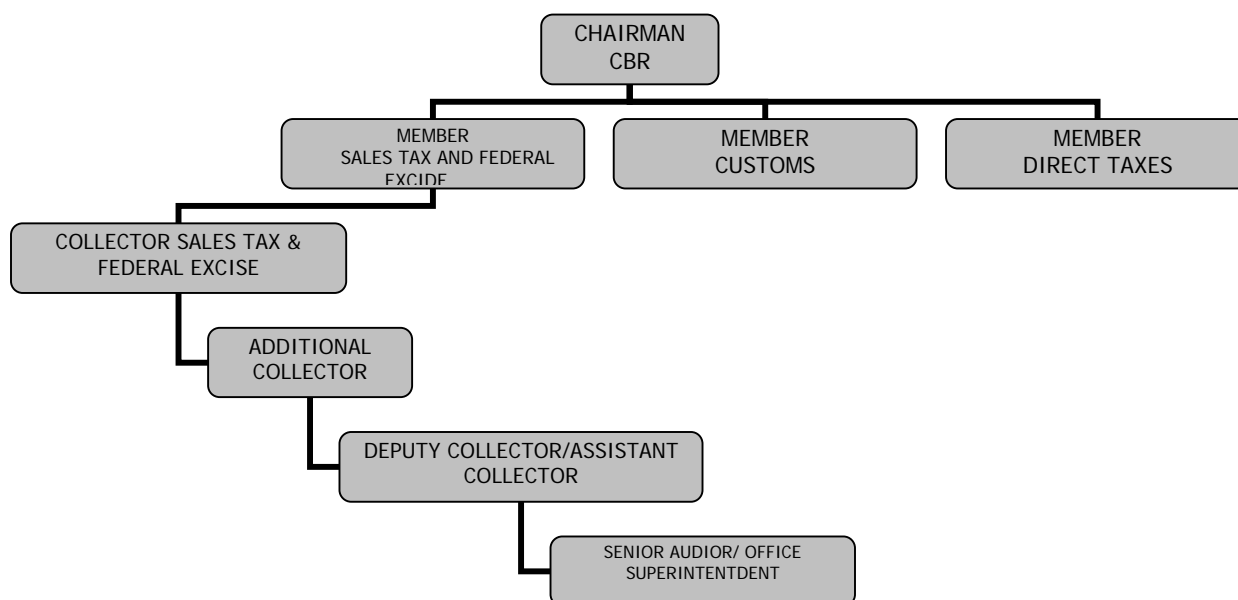 CHAIRMAN
CBR
MEMBER
SALES TAX AND FEDERAL
EXCIDE
MEMBER
CUSTOMS
MEMBER
DIRECT TAXES
COLLECTOR SALES TAX &
FEDERAL EXCISE
ADDITIONAL
COLLECTOR
DEPUTY COLLECTOR/ASSISTANT
COLLECTOR
SENIOR AUDIOR/ OFFICE
SUPERINTENTDENT